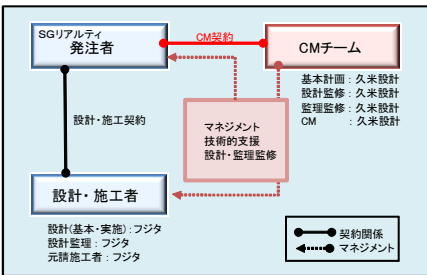 SGリアルティ
発注者
CM契約
CMチーム
基本計画 : 久米設計
設計監修 : 久米設計
監理監修 : 久米設計
CM : 久米設計
設計・施工契約
マネジメント
技術的支援
設計・監理監修
設計・施工者
設計(基本・実施) : フジタ
設計監理 : フジタ
元請施工者 : フジタ
契約関係
マネジメント